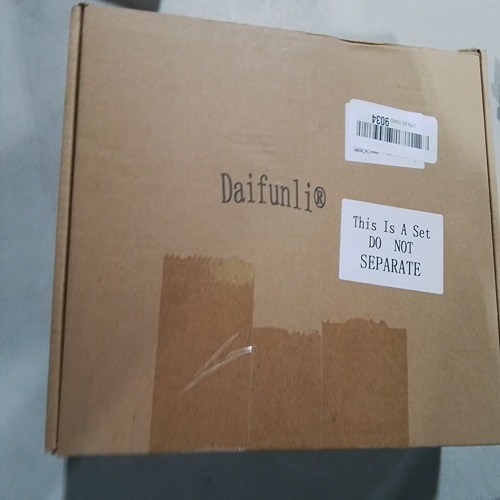 9034
Daifunli®
This Is A Set
DO NOT
SEPARATE